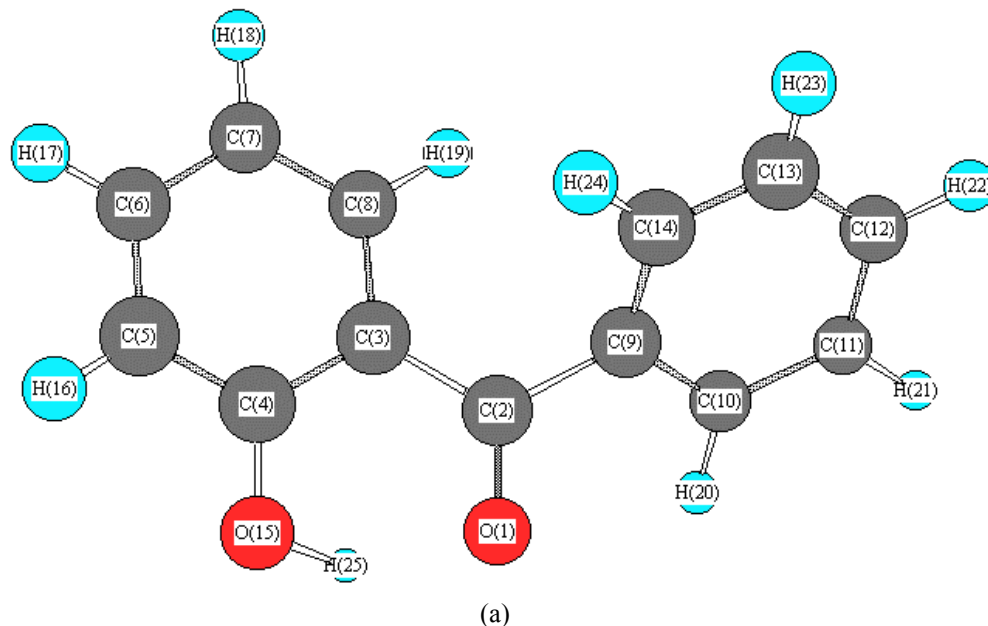 H(18)
H(23)
C(7)
H(17)
H(19)
C(13)
H(24)
H(22)
C(6)
C(8)
C(14)
C(12)
C(5)
C(3)
C(9)
C(11)
H(16)
H(21)
C(4)
C(2)
C(10)
H(20)
O(15)
O(1)
H(25)
(a)